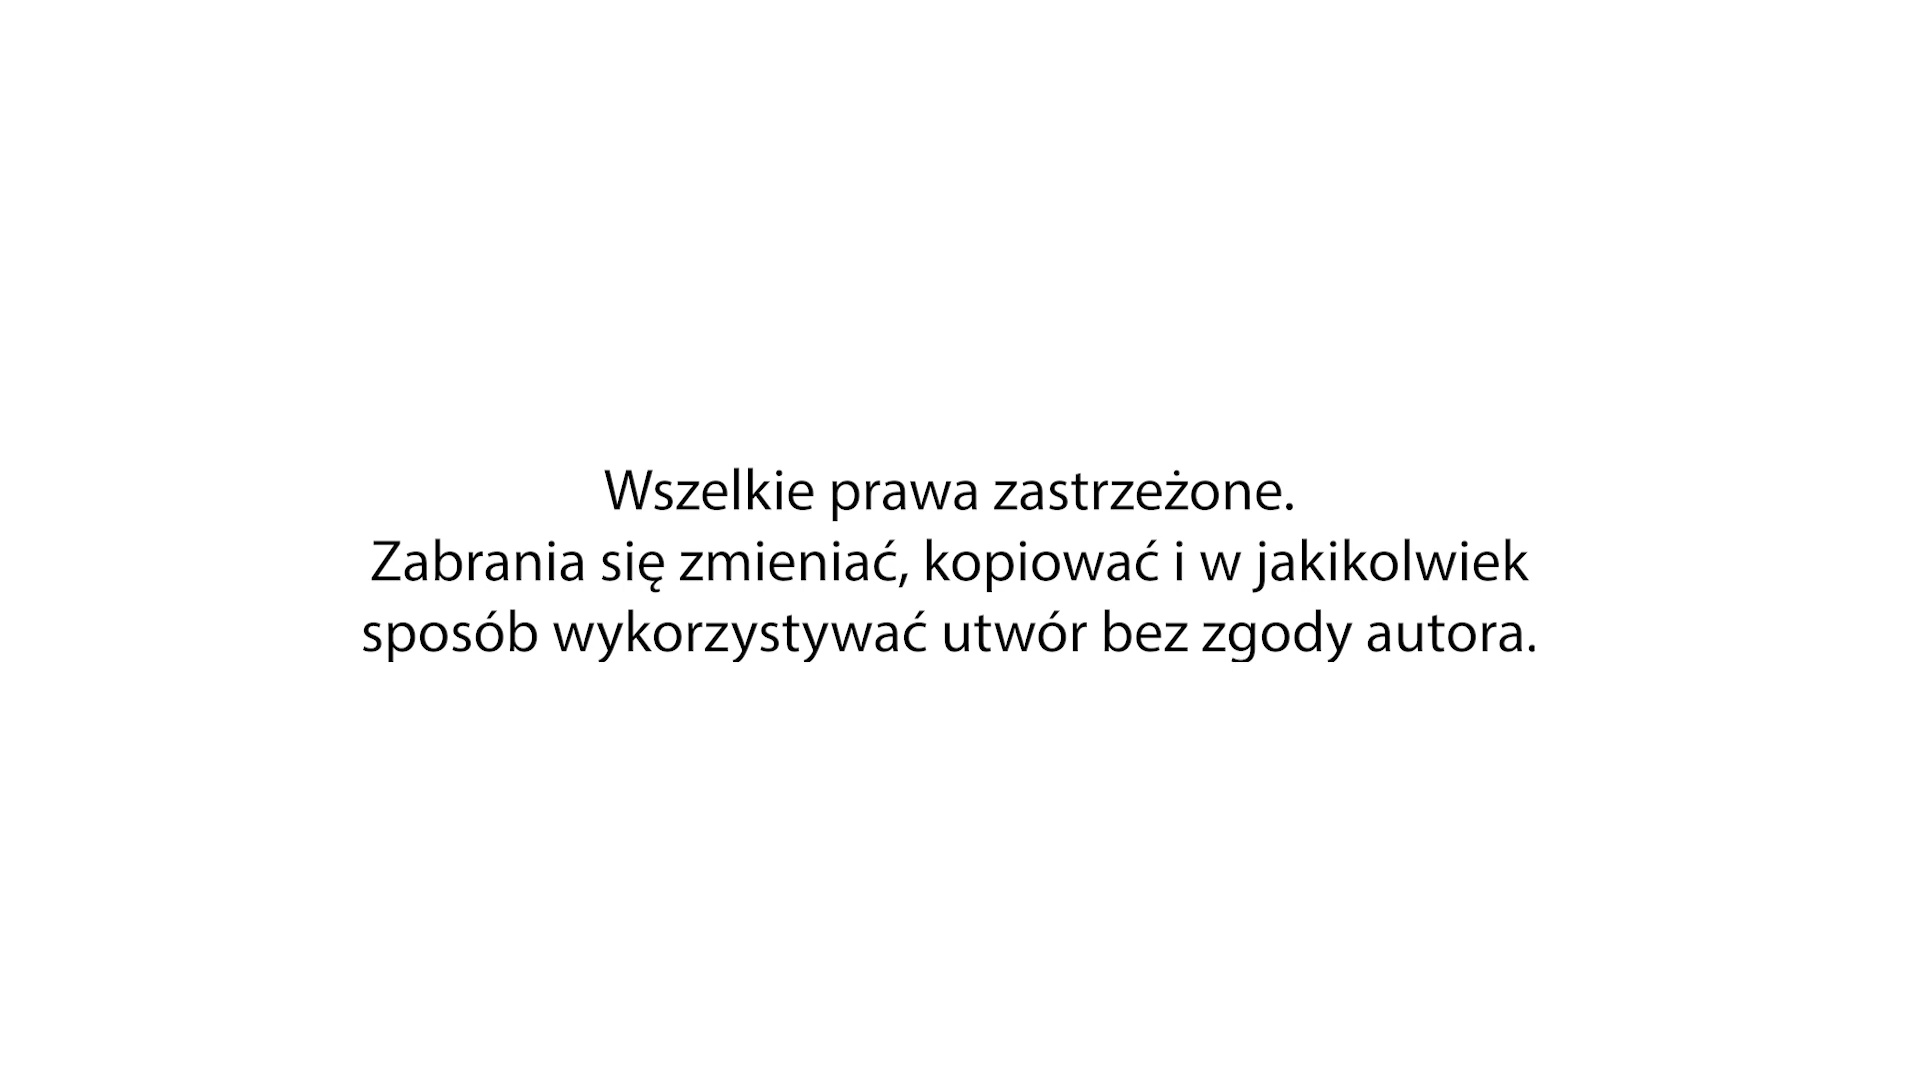 Wszelkie prawa zastrzeżone.
Zabrania się zmieniać, kopiować i w jakikolwiek
sposób wykorzystywać utwór bez zgody autora.